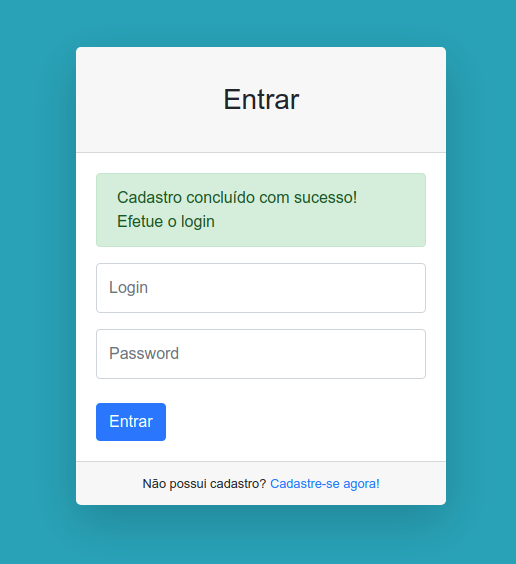 Entrar
Cadastro concluído com sucesso!
Efetue o login
Login
Password
Entrar
Não possui cadastro? Cadastre-se agora!